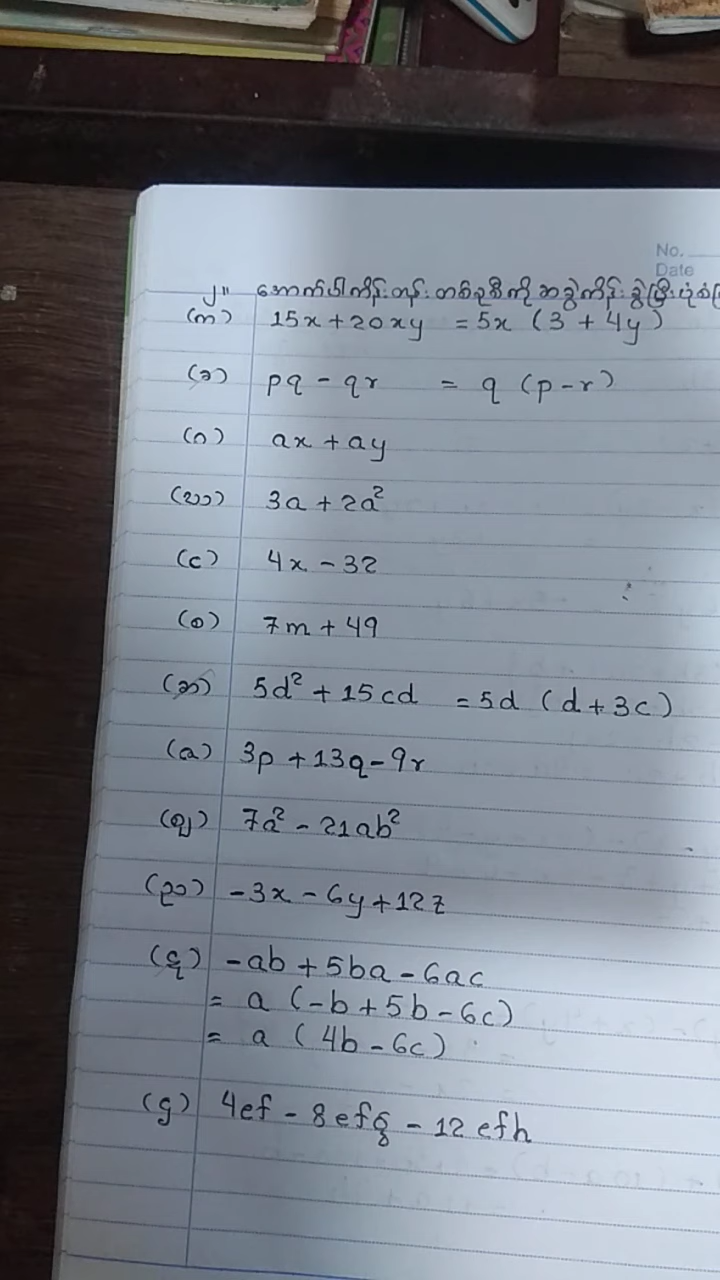 No.
Date
၂။ အောက်ပါကိန်းတန်းတစ်ခုစီကို ဆခွဲကိန်းခွဲပြီး
(က) 15x + 20xy = 5x (3 + 4y)
(ခ) pq - qr = q (p - r)
(ဂ) ax + ay
(ဃ) 3a + 2a²
(င) 4x - 32
(စ) 7m + 49
(ဆ) 5d² + 15cd = 5d (d + 3c)
(ဇ) 3p + 13q - 9r
(ဈ) 7a² - 21ab²
(ည) -3x - 6y + 12z
(ဋ) -ab + 5ba - 6ac
= a (-b + 5b - 6c)
= a (4b - 6c)
(ဌ) 4ef - 8efg - 12efh